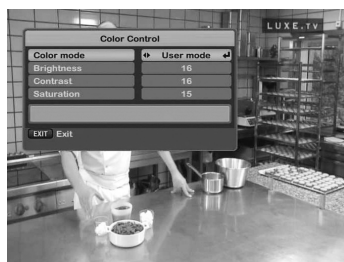 LUXE.TV
Color Control
Color mode User mode
Brightness 16
Contrast 16
Saturation 15
EXIT Exit